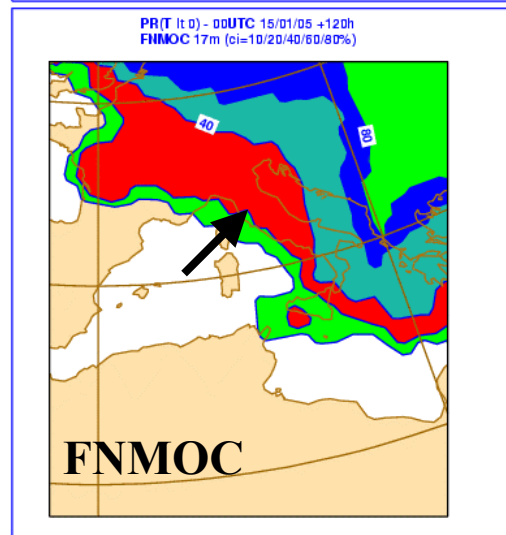 PR(T lt 0) - 00UTC 15/01/05 +120h
FNMOC 17m (ci=10/20/40/60/80%)
40
80
FNMOC